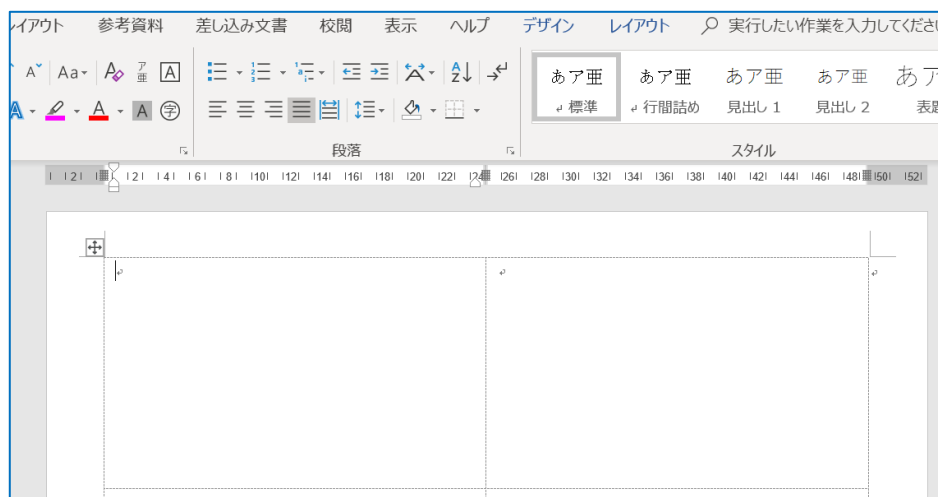 イアウト 参考資料 差し込み文書 校閲 表示 ヘルプ デザイン レイアウト 実行したい作業を入力してくださ
A Aa ア亜 A A↓Z
A A A 字
あア亜 あア亜 あア亜 あア亜 あア
標準 行間詰め 見出し 1 見出し 2 表題
段落 スタイル
2 2 4 6 8 10 12 14 16 18 20 22 24 26 28 30 32 34 36 38 40 42 44 46 48 50 52